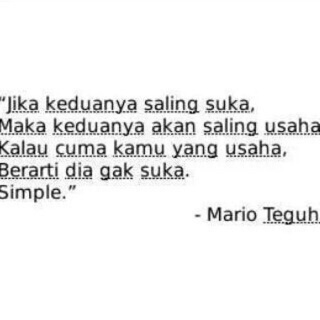 “Jika keduanya saling suka,
Maka keduanya akan saling usaha
Kalau cuma kamu yang usaha,
Berarti dia gak suka.
Simple.”
- Mario Teguh